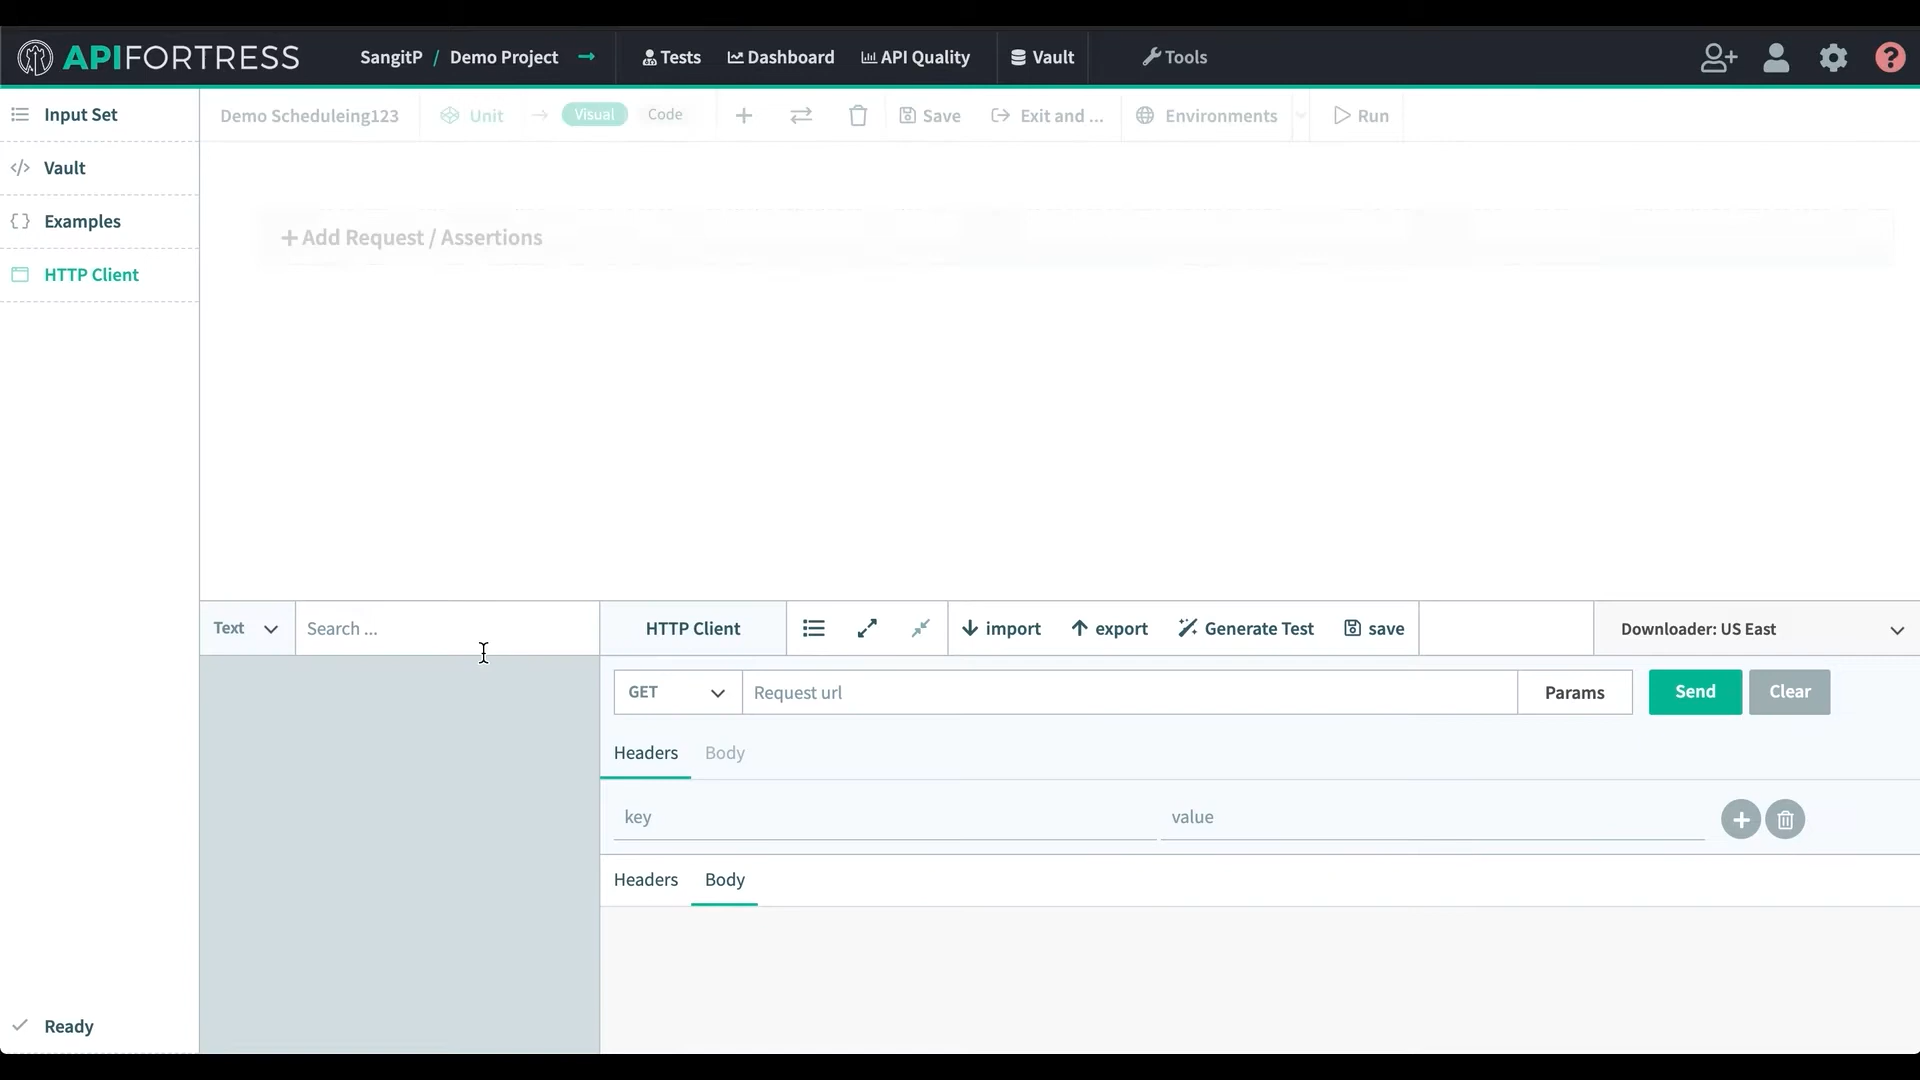 APIFORTRESS
SangitP / Demo Project
Tests
Dashboard
API Quality
Vault
Tools
?
Input Set
Vault
Examples
HTTP Client
Ready
Demo Scheduleing123
Unit
Visual
Code
Save
Exit and ...
Environments
Run
+ Add Request / Assertions
Text
Search ...
HTTP Client
import
export
Generate Test
save
Downloader: US East
GET
Request url
Params
Send
Clear
Headers
Body
key
value
Headers
Body